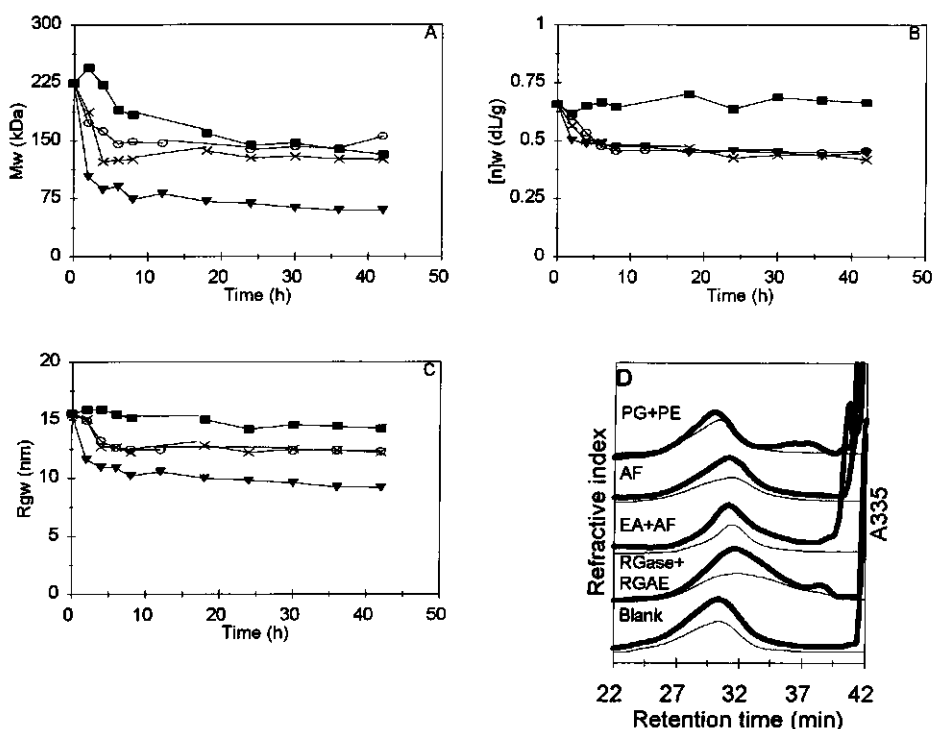 A
300
225
150
75
0
Mw (kDa)
0 10 20 30 40 50
Time (h)
B
1
0.75
0.5
0.25
0
[n]w (dL/g)
0 10 20 30 40 50
Time (h)
C
20
15
10
5
0
Rgw (nm)
0 10 20 30 40 50
Time (h)
D
PG+PE
AF
EA+AF
RGase+
RGAE
Blank
Refractive index
A335
22 27 32 37 42
Retention time (min)